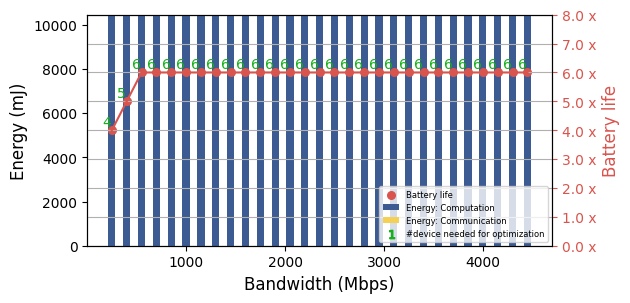 10000
8000
6000
4000
2000
0
Energy (mJ)
4 5 6 6 6 6 6 6 6 6 6 6 6 6 6 6 6 6 6 6 6 6 6 6 6 6 6 6 6
8.0 x
7.0 x
6.0 x
5.0 x
4.0 x
3.0 x
2.0 x
1.0 x
0.0 x
Battery life
Battery life
Energy: Computation
Energy: Communication
1 #device needed for optimization
1000 2000 3000 4000
Bandwidth (Mbps)